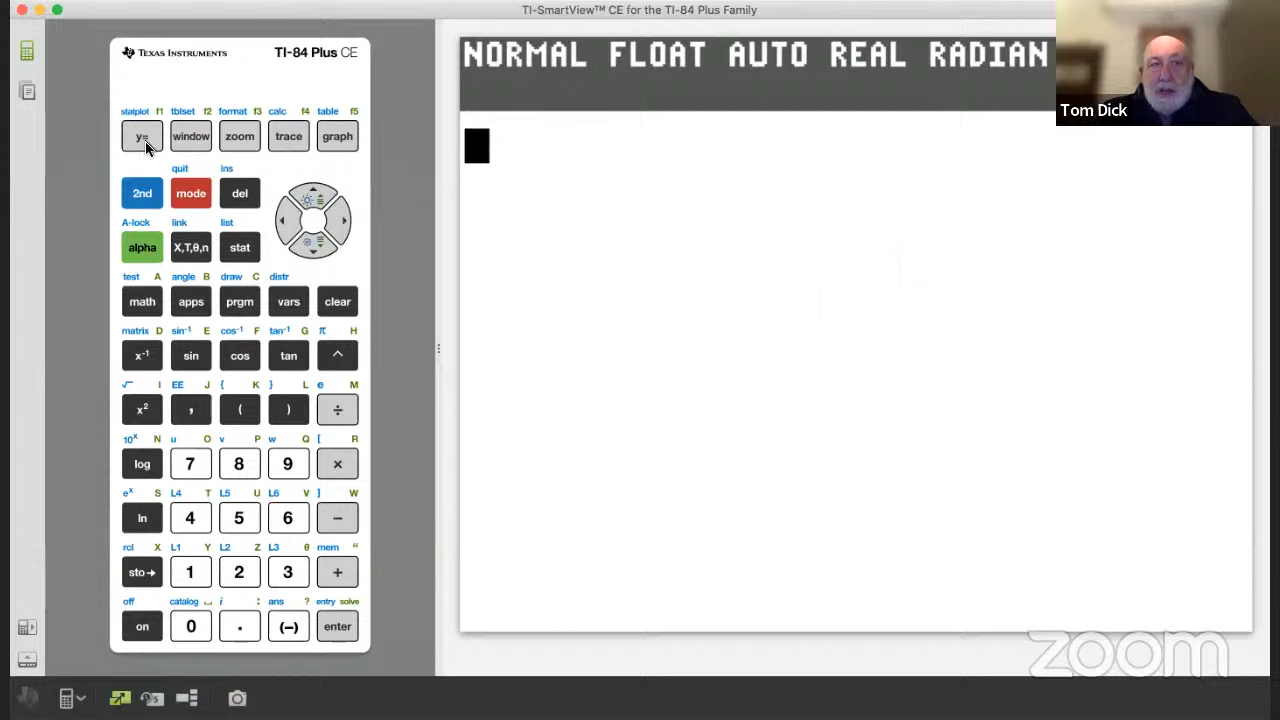 TI-SmartView™ CE for the TI-84 Plus Family
TEXAS INSTRUMENTS TI-84 Plus CE
NORMAL FLOAT AUTO REAL RADIAN
Tom Dick
statplot f1 tblset f2 format f3 calc f4 table f5
y= window zoom trace graph
quit ins
2nd mode del
A-lock link list
alpha X,T,θ,n stat
test A angle B draw C distr
math apps prgm vars clear
matrix D sin⁻¹ E cos⁻¹ F tan⁻¹ G π H
x⁻¹ sin cos tan ^
√ I EE J { K } L e M
x² , ( ) ÷
10ˣ N u O v P w Q [ R
log 7 8 9 ×
eˣ S L4 T L5 U L6 V ] W
ln 4 5 6 −
rcl X L1 Y L2 Z L3 θ mem "
sto→ 1 2 3 +
off catalog ⎵ i : ans ? entry solve
on 0 . (−) enter
zoom